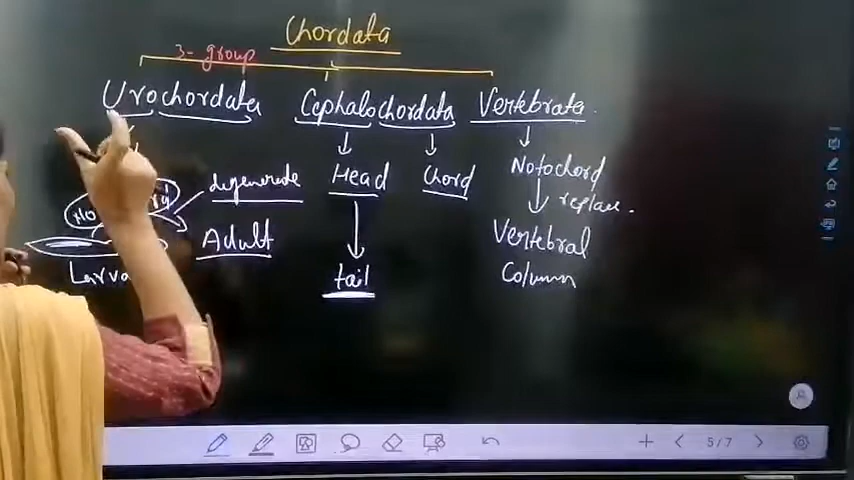 Chordata
3- group
Urochordata Cephalochordata Vertebrata
Head Chord Notochord
degenerate
replace.
Adult
Vertebral
Column
Larva
tail
5/7